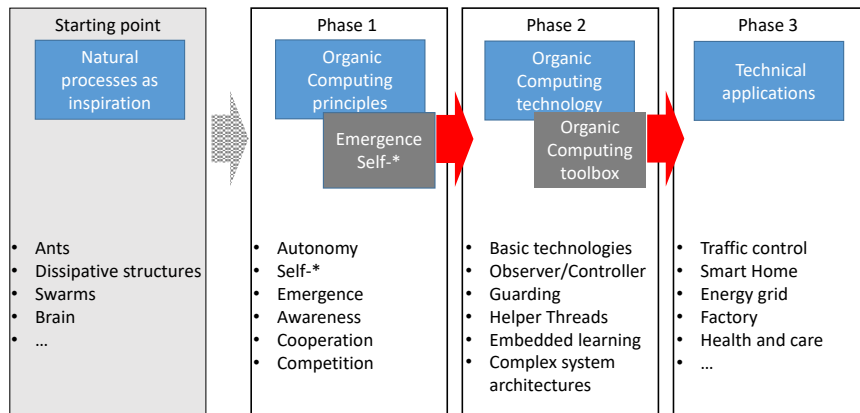 Starting point
Natural
processes as
inspiration
• Ants
• Dissipative structures
• Swarms
• Brain
• ...
Phase 1
Organic
Computing
principles
Emergence
Self-*
• Autonomy
• Self-*
• Emergence
• Awareness
• Cooperation
• Competition
Phase 2
Organic
Computing
technology
Organic
Computing
toolbox
• Basic technologies
• Observer/Controller
• Guarding
• Helper Threads
• Embedded learning
• Complex system
architectures
Phase 3
Technical
applications
• Traffic control
• Smart Home
• Energy grid
• Factory
• Health and care
• ...